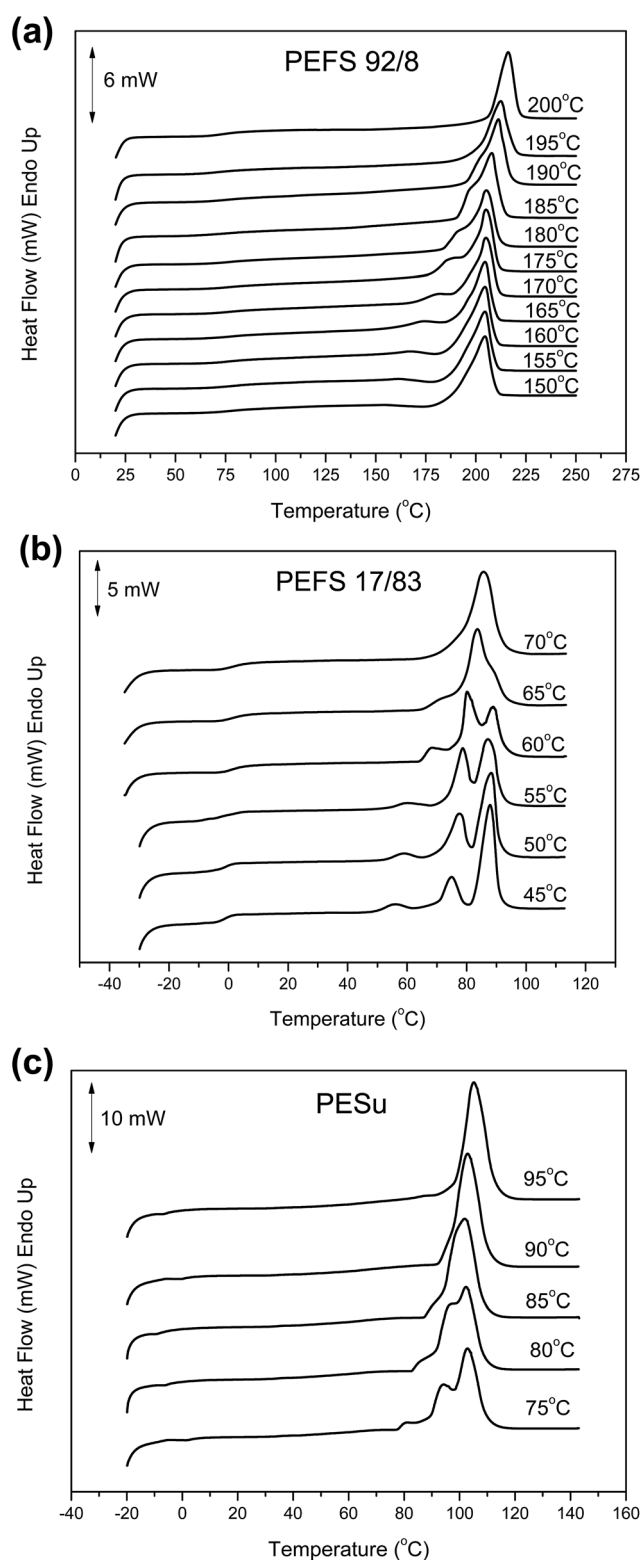 (a)
PEFS 92/8
6 mW
200°C
195°C
190°C
185°C
180°C
175°C
170°C
165°C
160°C
155°C
150°C
Heat Flow (mW) Endo Up
0 25 50 75 100 125 150 175 200 225 250 275
Temperature (°C)
(b)
PEFS 17/83
5 mW
70°C
65°C
60°C
55°C
50°C
45°C
Heat Flow (mW) Endo Up
-40 -20 0 20 40 60 80 100 120
Temperature (°C)
(c)
PESu
10 mW
95°C
90°C
85°C
80°C
75°C
Heat Flow (mW) Endo Up
-40 -20 0 20 40 60 80 100 120 140 160
Temperature (°C)